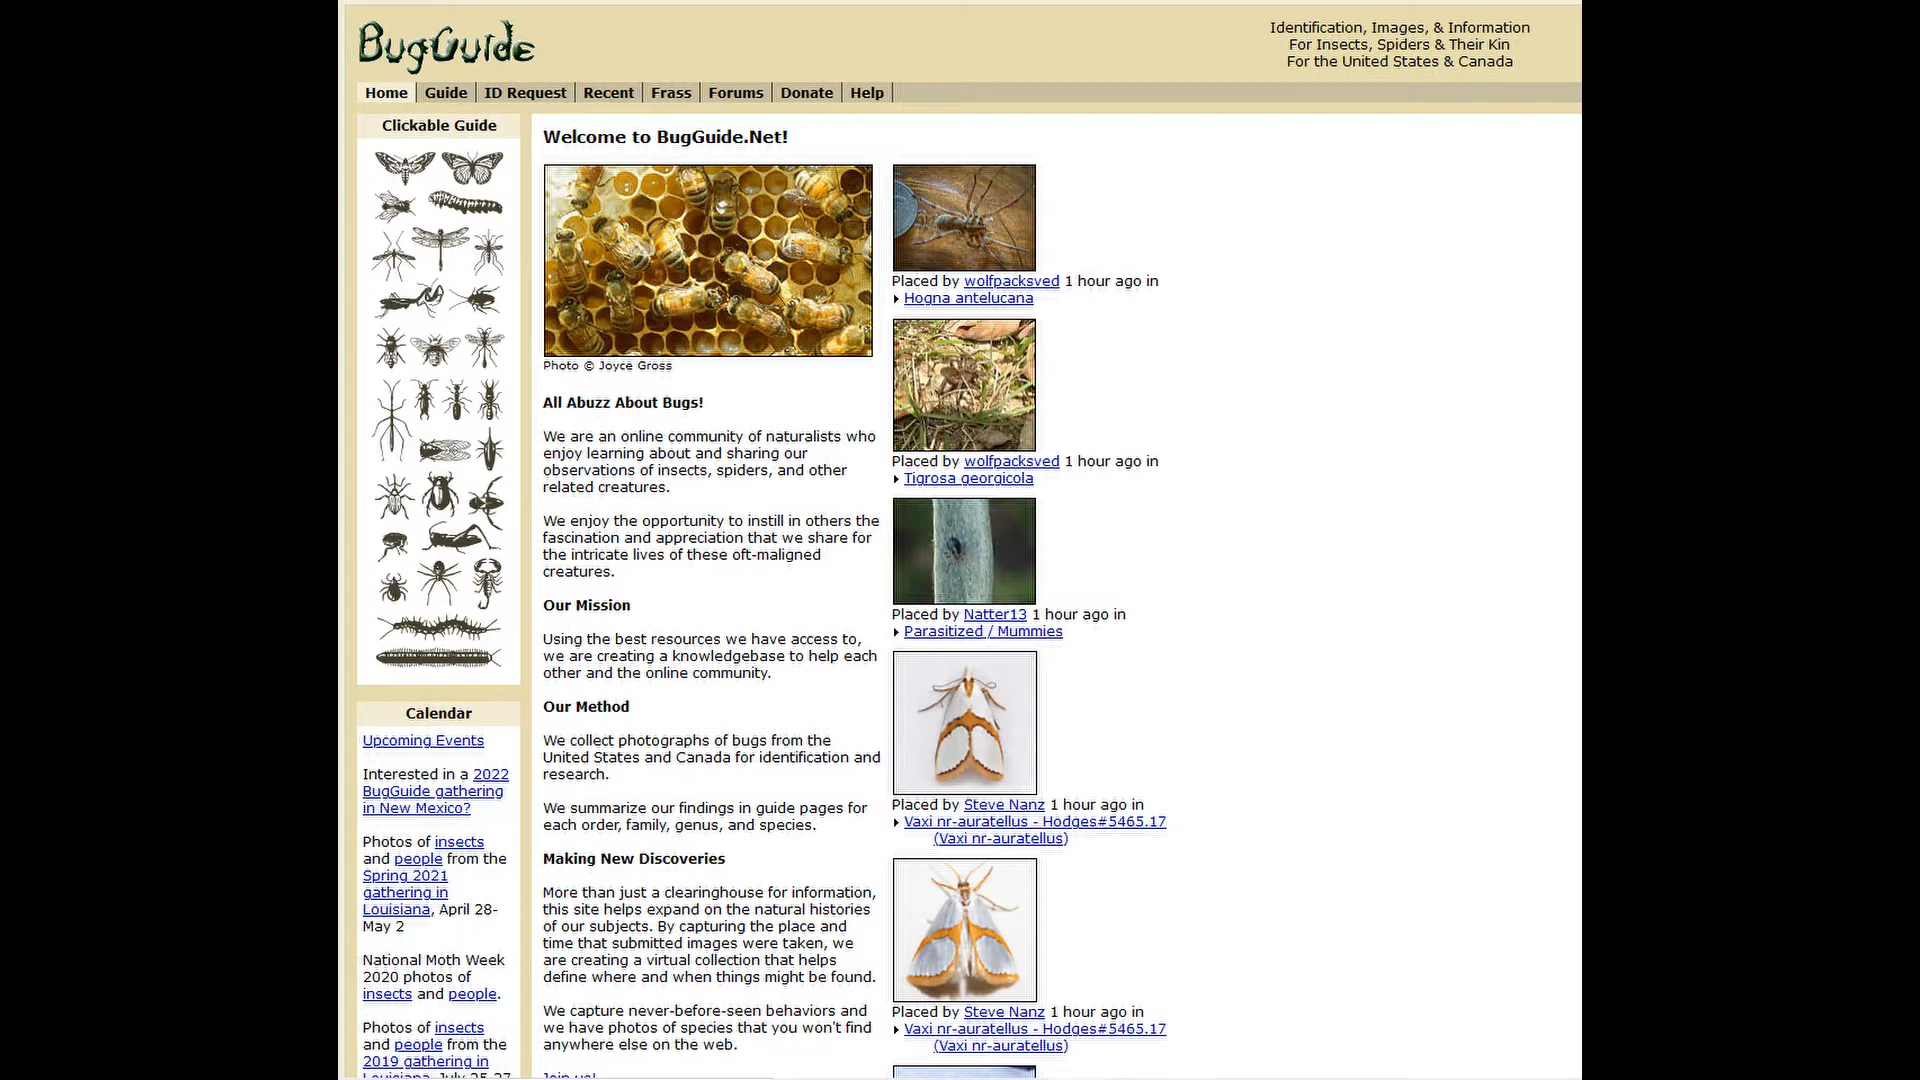 BugGuide
Identification, Images, & Information
For Insects, Spiders & Their Kin
For the United States & Canada
Home Guide ID Request Recent Frass Forums Donate Help
Clickable Guide
Calendar
Upcoming Events
Interested in a 2022
BugGuide gathering
in New Mexico?
Photos of insects
and people from the
Spring 2021
gathering in
Louisiana, April 28-
May 2
National Moth Week
2020 photos of
insects and people.
Photos of insects
and people from the
2019 gathering in
Louisiana, July 25-27
Welcome to BugGuide.Net!
Photo © Joyce Gross
All Abuzz About Bugs!
We are an online community of naturalists who
enjoy learning about and sharing our
observations of insects, spiders, and other
related creatures.
We enjoy the opportunity to instill in others the
fascination and appreciation that we share for
the intricate lives of these oft-maligned
creatures.
Our Mission
Using the best resources we have access to,
we are creating a knowledgebase to help each
other and the online community.
Our Method
We collect photographs of bugs from the
United States and Canada for identification and
research.
We summarize our findings in guide pages for
each order, family, genus, and species.
Making New Discoveries
More than just a clearinghouse for information,
this site helps expand on the natural histories
of our subjects. By capturing the place and
time that submitted images were taken, we
are creating a virtual collection that helps
define where and when things might be found.
We capture never-before-seen behaviors and
we have photos of species that you won't find
anywhere else on the web.
Join us!
Placed by wolfpacksved 1 hour ago in
Hogna antelucana
Placed by wolfpacksved 1 hour ago in
Tigrosa georgicola
Placed by Natter13 1 hour ago in
Parasitized / Mummies
Placed by Steve Nanz 1 hour ago in
Vaxi nr-auratellus - Hodges#5465.17
(Vaxi nr-auratellus)
Placed by Steve Nanz 1 hour ago in
Vaxi nr-auratellus - Hodges#5465.17
(Vaxi nr-auratellus)